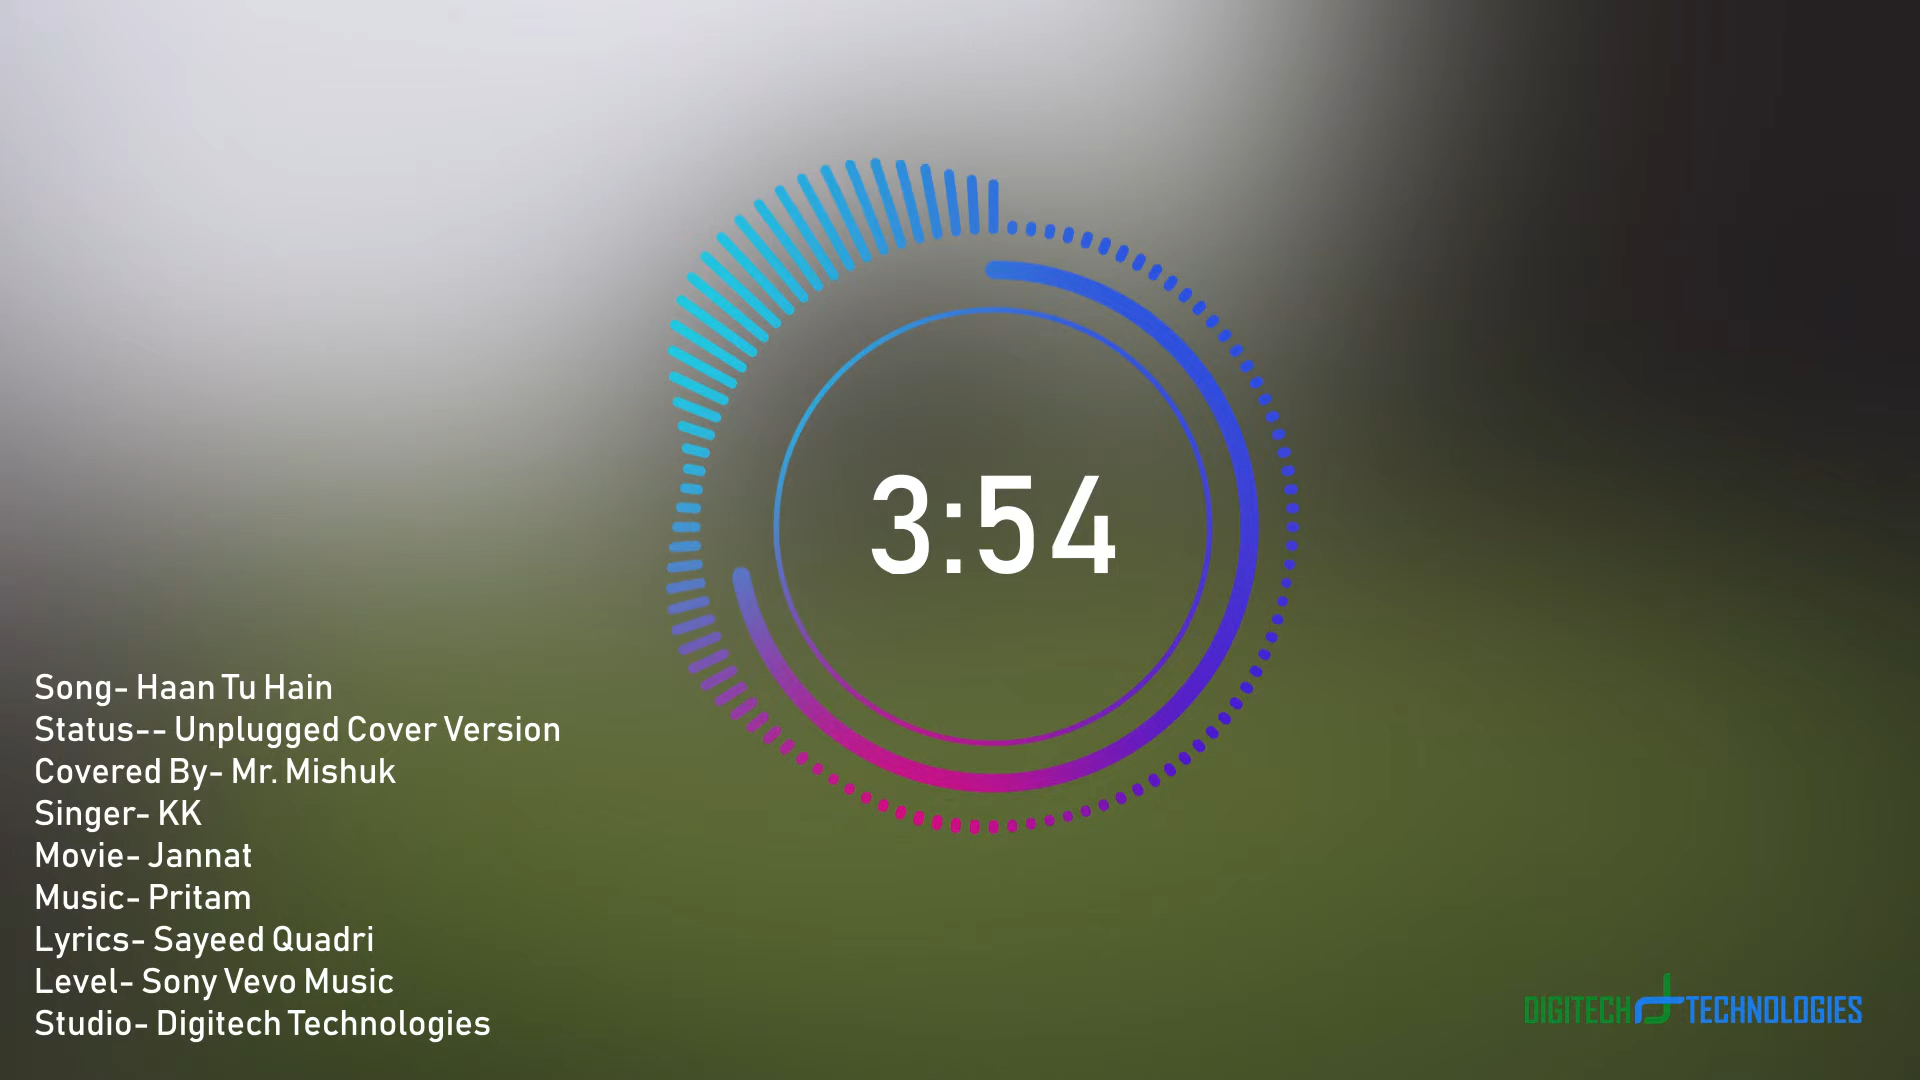 3:54
Song- Haan Tu Hain
Status-- Unplugged Cover Version
Covered By- Mr. Mishuk
Singer- KK
Movie- Jannat
Music- Pritam
Lyrics- Sayeed Quadri
Level- Sony Vevo Music
Studio- Digitech Technologies
DIGITECH TECHNOLOGIES